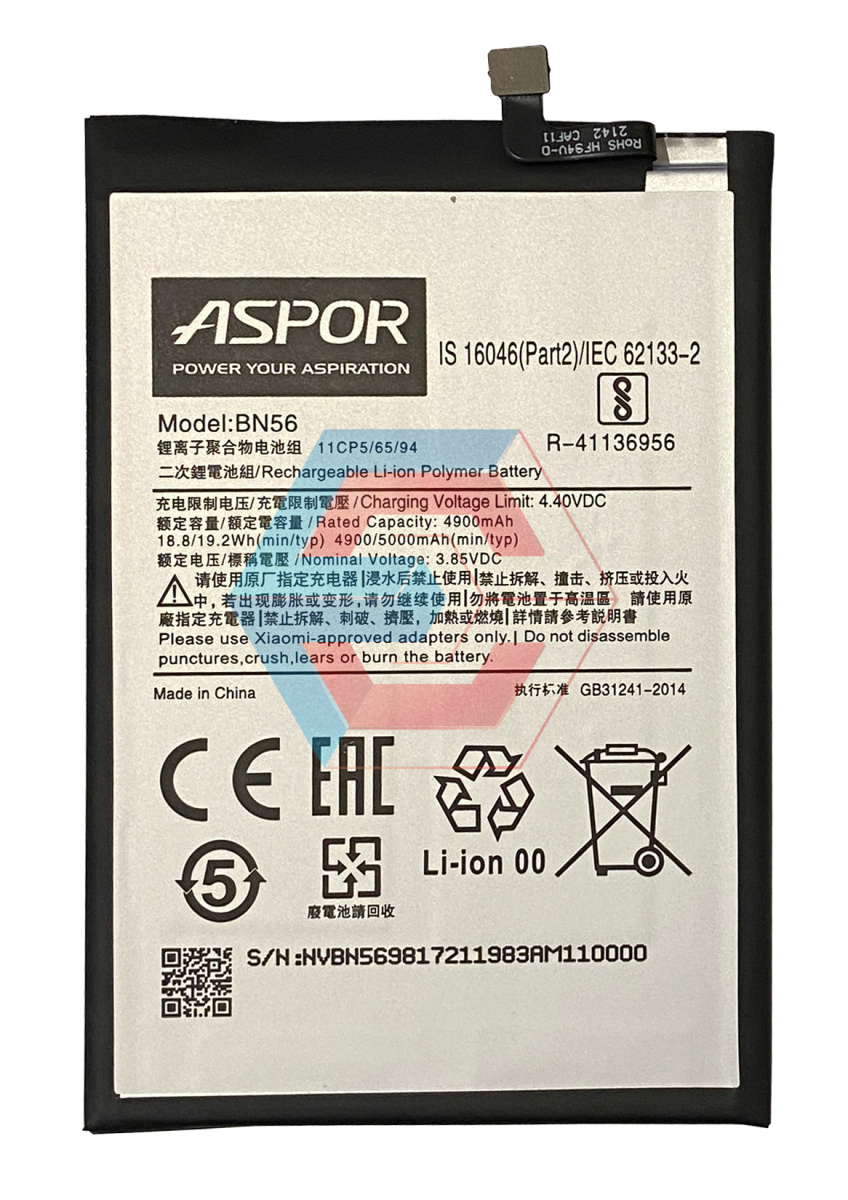 RoHS HF94V-0
2142 CAF11
ASPOR
POWER YOUR ASPIRATION
IS 16046(Part2)/IEC 62133-2
R-41136956
Model:BN56
锂离子聚合物电池组 11CP5/65/94
二次鋰電池組/Rechargeable Li-ion Polymer Battery
充电限制电压/充電限制電壓/Charging Voltage Limit: 4.40VDC
额定容量/額定電容量/Rated Capacity: 4900mAh
18.8/19.2Wh(min/typ) 4900/5000mAh(min/typ)
额定电压/標稱電壓/Nominal Voltage: 3.85VDC
请使用原厂指定充电器|浸水后禁止使用|禁止拆解、撞击、挤压或投入火
中，若出现膨胀或变形,请勿继续使用|勿將電池置于高溫區 請使用原
廠指定充電器|禁止拆解、刺破、擠壓，加熱或燃燒|詳情請參考説明書
Please use Xiaomi-approved adapters only.| Do not disassemble
punctures,crush,lears or burn the battery.
Made in China 执行标准 GB31241-2014
CE EAC
Li-ion 00
5
廢電池請回收
S/N:NVBN569817211983AM110000